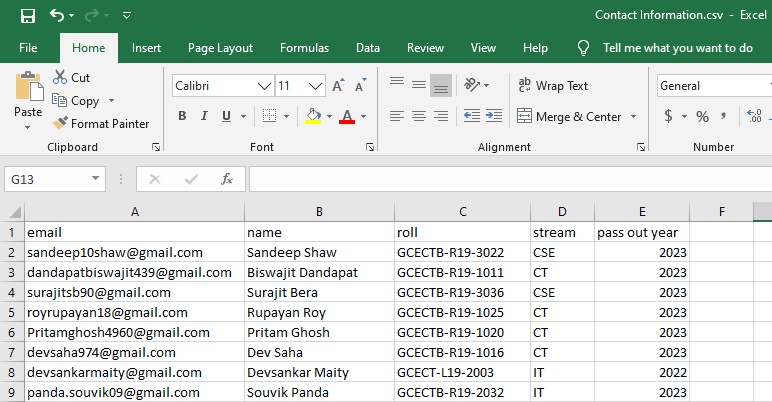 Contact Information.csv - Excel
File Home Insert Page Layout Formulas Data Review View Help Tell me what you want to do
Cut
Copy
Format Painter
Paste
Calibri 11 A A
B I U A
ab Wrap Text
Merge & Center
General
$ % , .00
Clipboard Font Alignment Number
G13 fx
A B C D E F
1 email name roll stream pass out year
2 sandeep10shaw@gmail.com Sandeep Shaw GCECTB-R19-3022 CSE 2023
3 dandapatbiswajit439@gmail.com Biswajit Dandapat GCECTB-R19-1011 CT 2023
4 surajitsb90@gmail.com Surajit Bera GCECTB-R19-3036 CSE 2023
5 royrupayan18@gmail.com Rupayan Roy GCECTB-R19-1025 CT 2023
6 Pritamghosh4960@gmail.com Pritam Ghosh GCECTB-R19-1020 CT 2023
7 devsaha974@gmail.com Dev Saha GCECTB-R19-1016 CT 2023
8 devsankarmaity@gmail.com Devsankar Maity GCECT-L19-2003 IT 2022
9 panda.souvik09@gmail.com Souvik Panda GCECTB-R19-2032 IT 2023